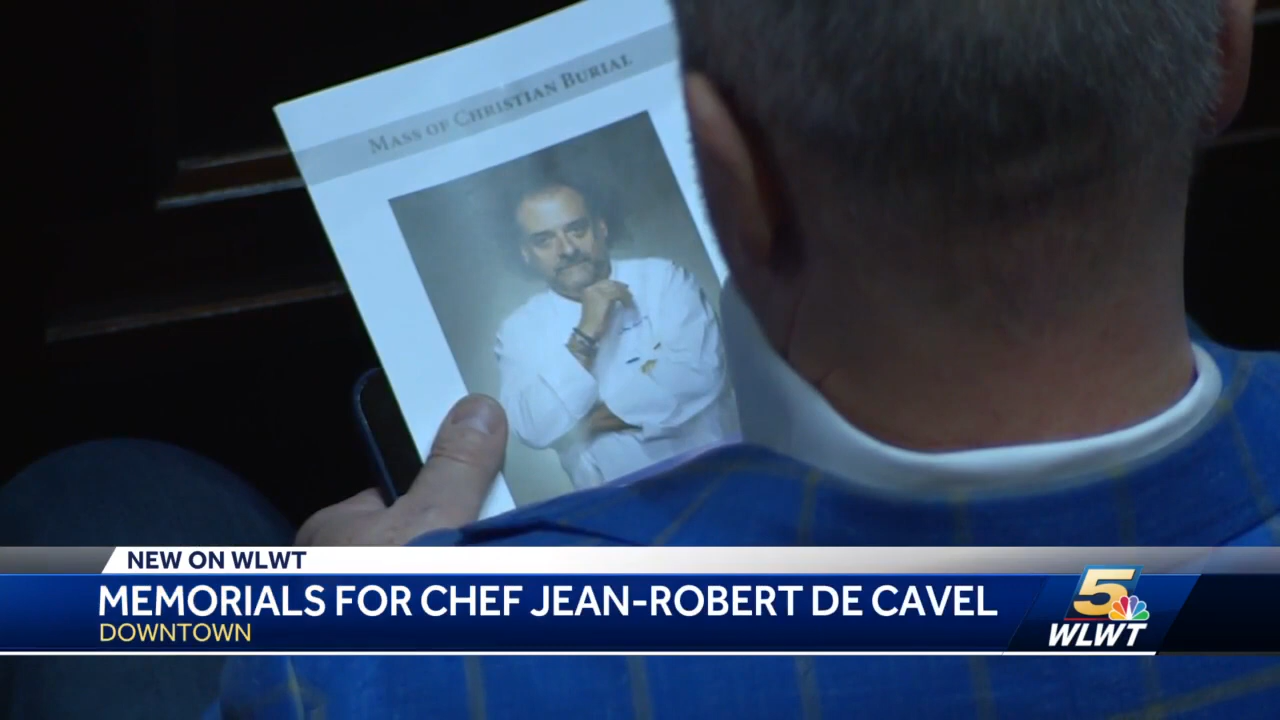 MASS OF CHRISTIAN BURIAL
NEW ON WLWT
MEMORIALS FOR CHEF JEAN-ROBERT DE CAVEL
DOWNTOWN
5
WLWT